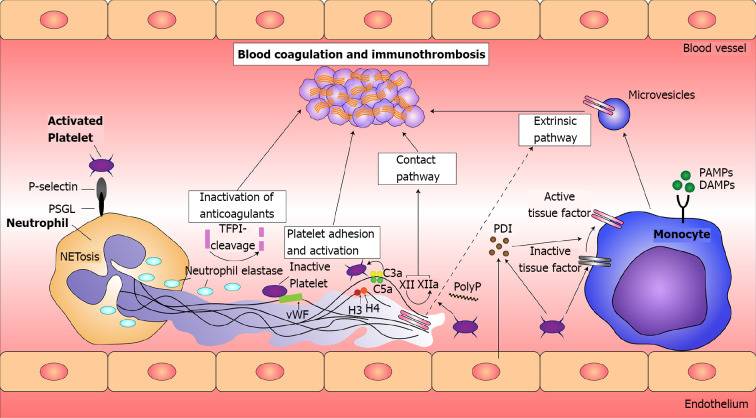 Blood vessel
Blood coagulation and immunothrombosis
Microvesicles
Activated
Platelet
Extrinsic
pathway
Contact
pathway
P-selectin
PSGL
Neutrophil
NETosis
Inactivation of
anticoagulants
TFPI-
cleavage
Platelet adhesion
and activation
Neutrophil elastase
Inactive
Platelet
vWF
H3
H4
C3a
C5a
XII
XIIa
PolyP
PDI
Active
tissue factor
Inactive
tissue factor
PAMPs
DAMPs
Monocyte
Endothelium